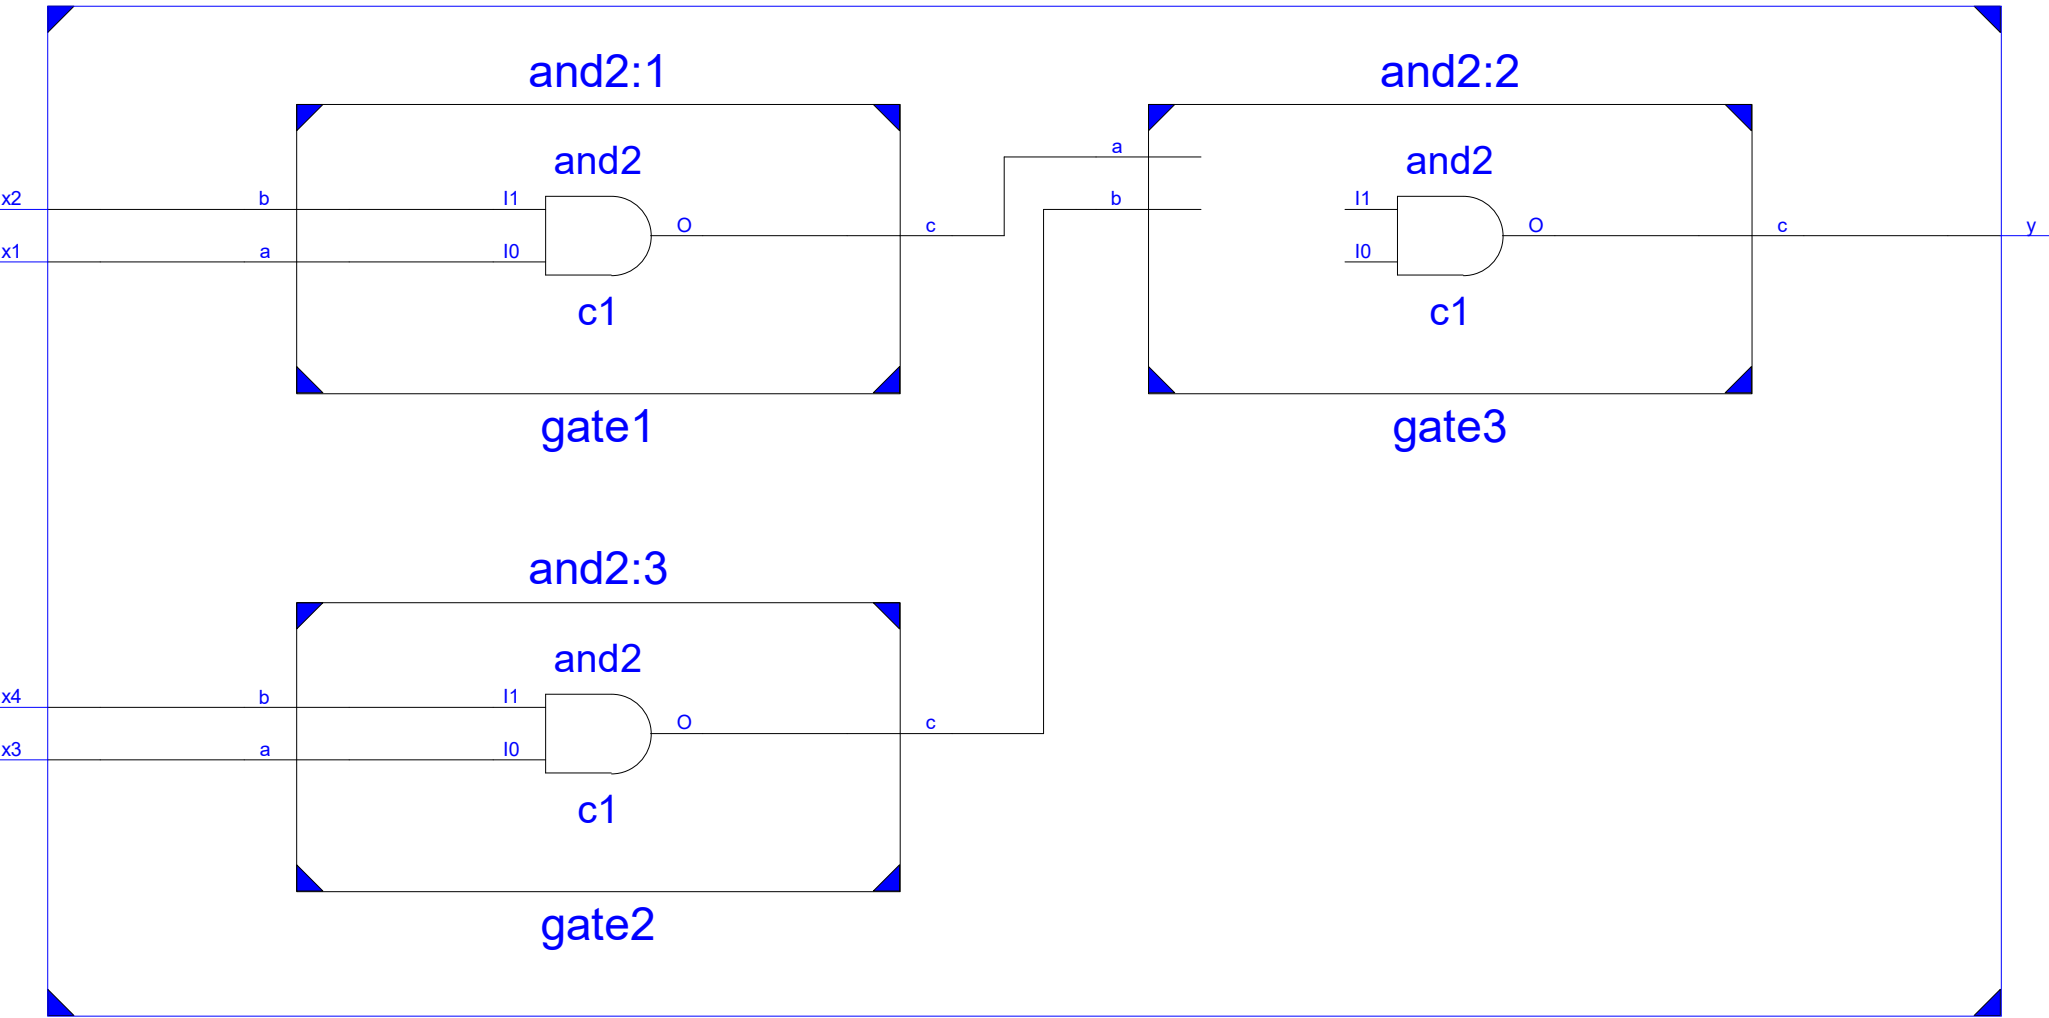 and2:1
and2:2
and2
and2
a
x2
b
I1
b
I1
O
c
O
c
y
x1
a
I0
I0
c1
c1
gate1
gate3
and2:3
and2
x4
b
I1
O
c
x3
a
I0
c1
gate2